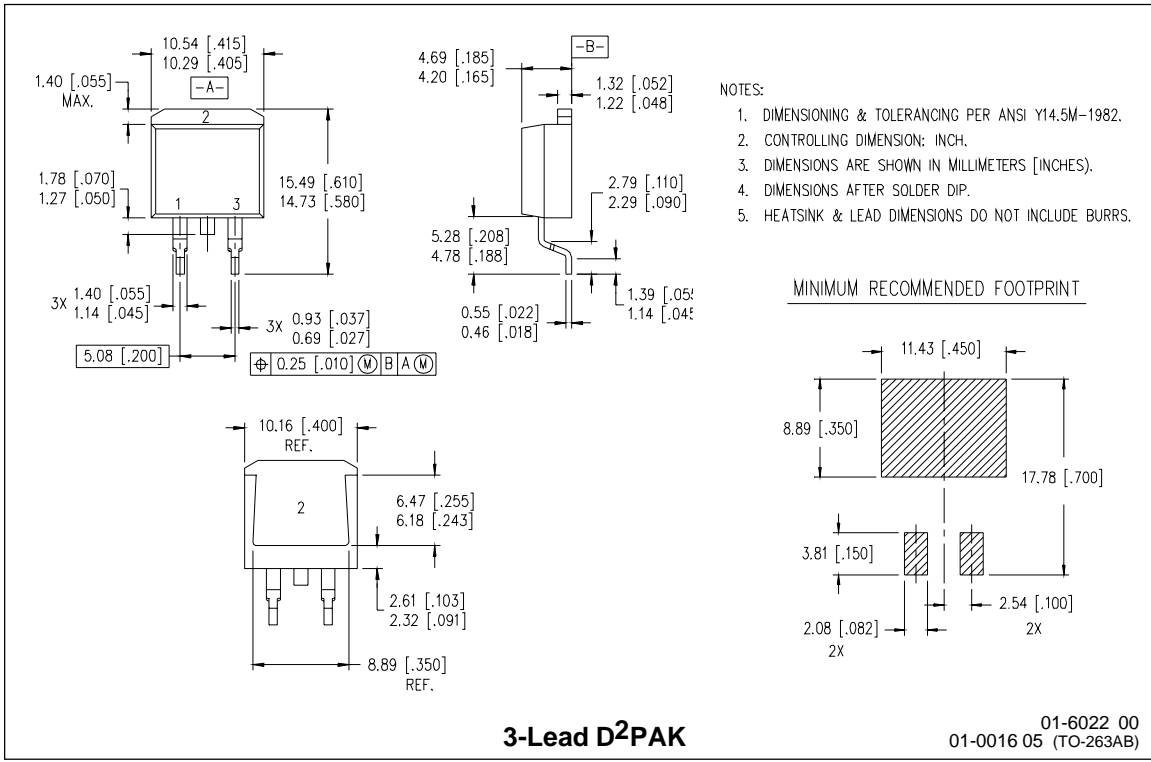 10.54 [.415]
10.29 [.405]
-A-
1.40 [.055]
MAX.
2
1.78 [.070]
1.27 [.050]
1 3
15.49 [.610]
14.73 [.580]
3X 1.40 [.055]
1.14 [.045]
3X 0.93 [.037]
0.69 [.027]
5.08 [.200]
⌖ 0.25 [.010] Ⓜ B A Ⓜ
-B-
4.69 [.185]
4.20 [.165]
1.32 [.052]
1.22 [.048]
2.79 [.110]
2.29 [.090]
5.28 [.208]
4.78 [.188]
0.55 [.022]
0.46 [.018]
1.39 [.05
1.14 [.045
10.16 [.400]
REF.
2
6.47 [.255]
6.18 [.243]
2.61 [.103]
2.32 [.091]
8.89 [.350]
REF.
NOTES:
1. DIMENSIONING & TOLERANCING PER ANSI Y14.5M-1982.
2. CONTROLLING DIMENSION: INCH.
3. DIMENSIONS ARE SHOWN IN MILLIMETERS [INCHES].
4. DIMENSIONS AFTER SOLDER DIP.
5. HEATSINK & LEAD DIMENSIONS DO NOT INCLUDE BURRS.
MINIMUM RECOMMENDED FOOTPRINT
11.43 [.450]
8.89 [.350]
17.78 [.700]
3.81 [.150]
2.54 [.100]
2X
2.08 [.082]
2X
3-Lead D2PAK
01-6022 00
01-0016 05 (TO-263AB)